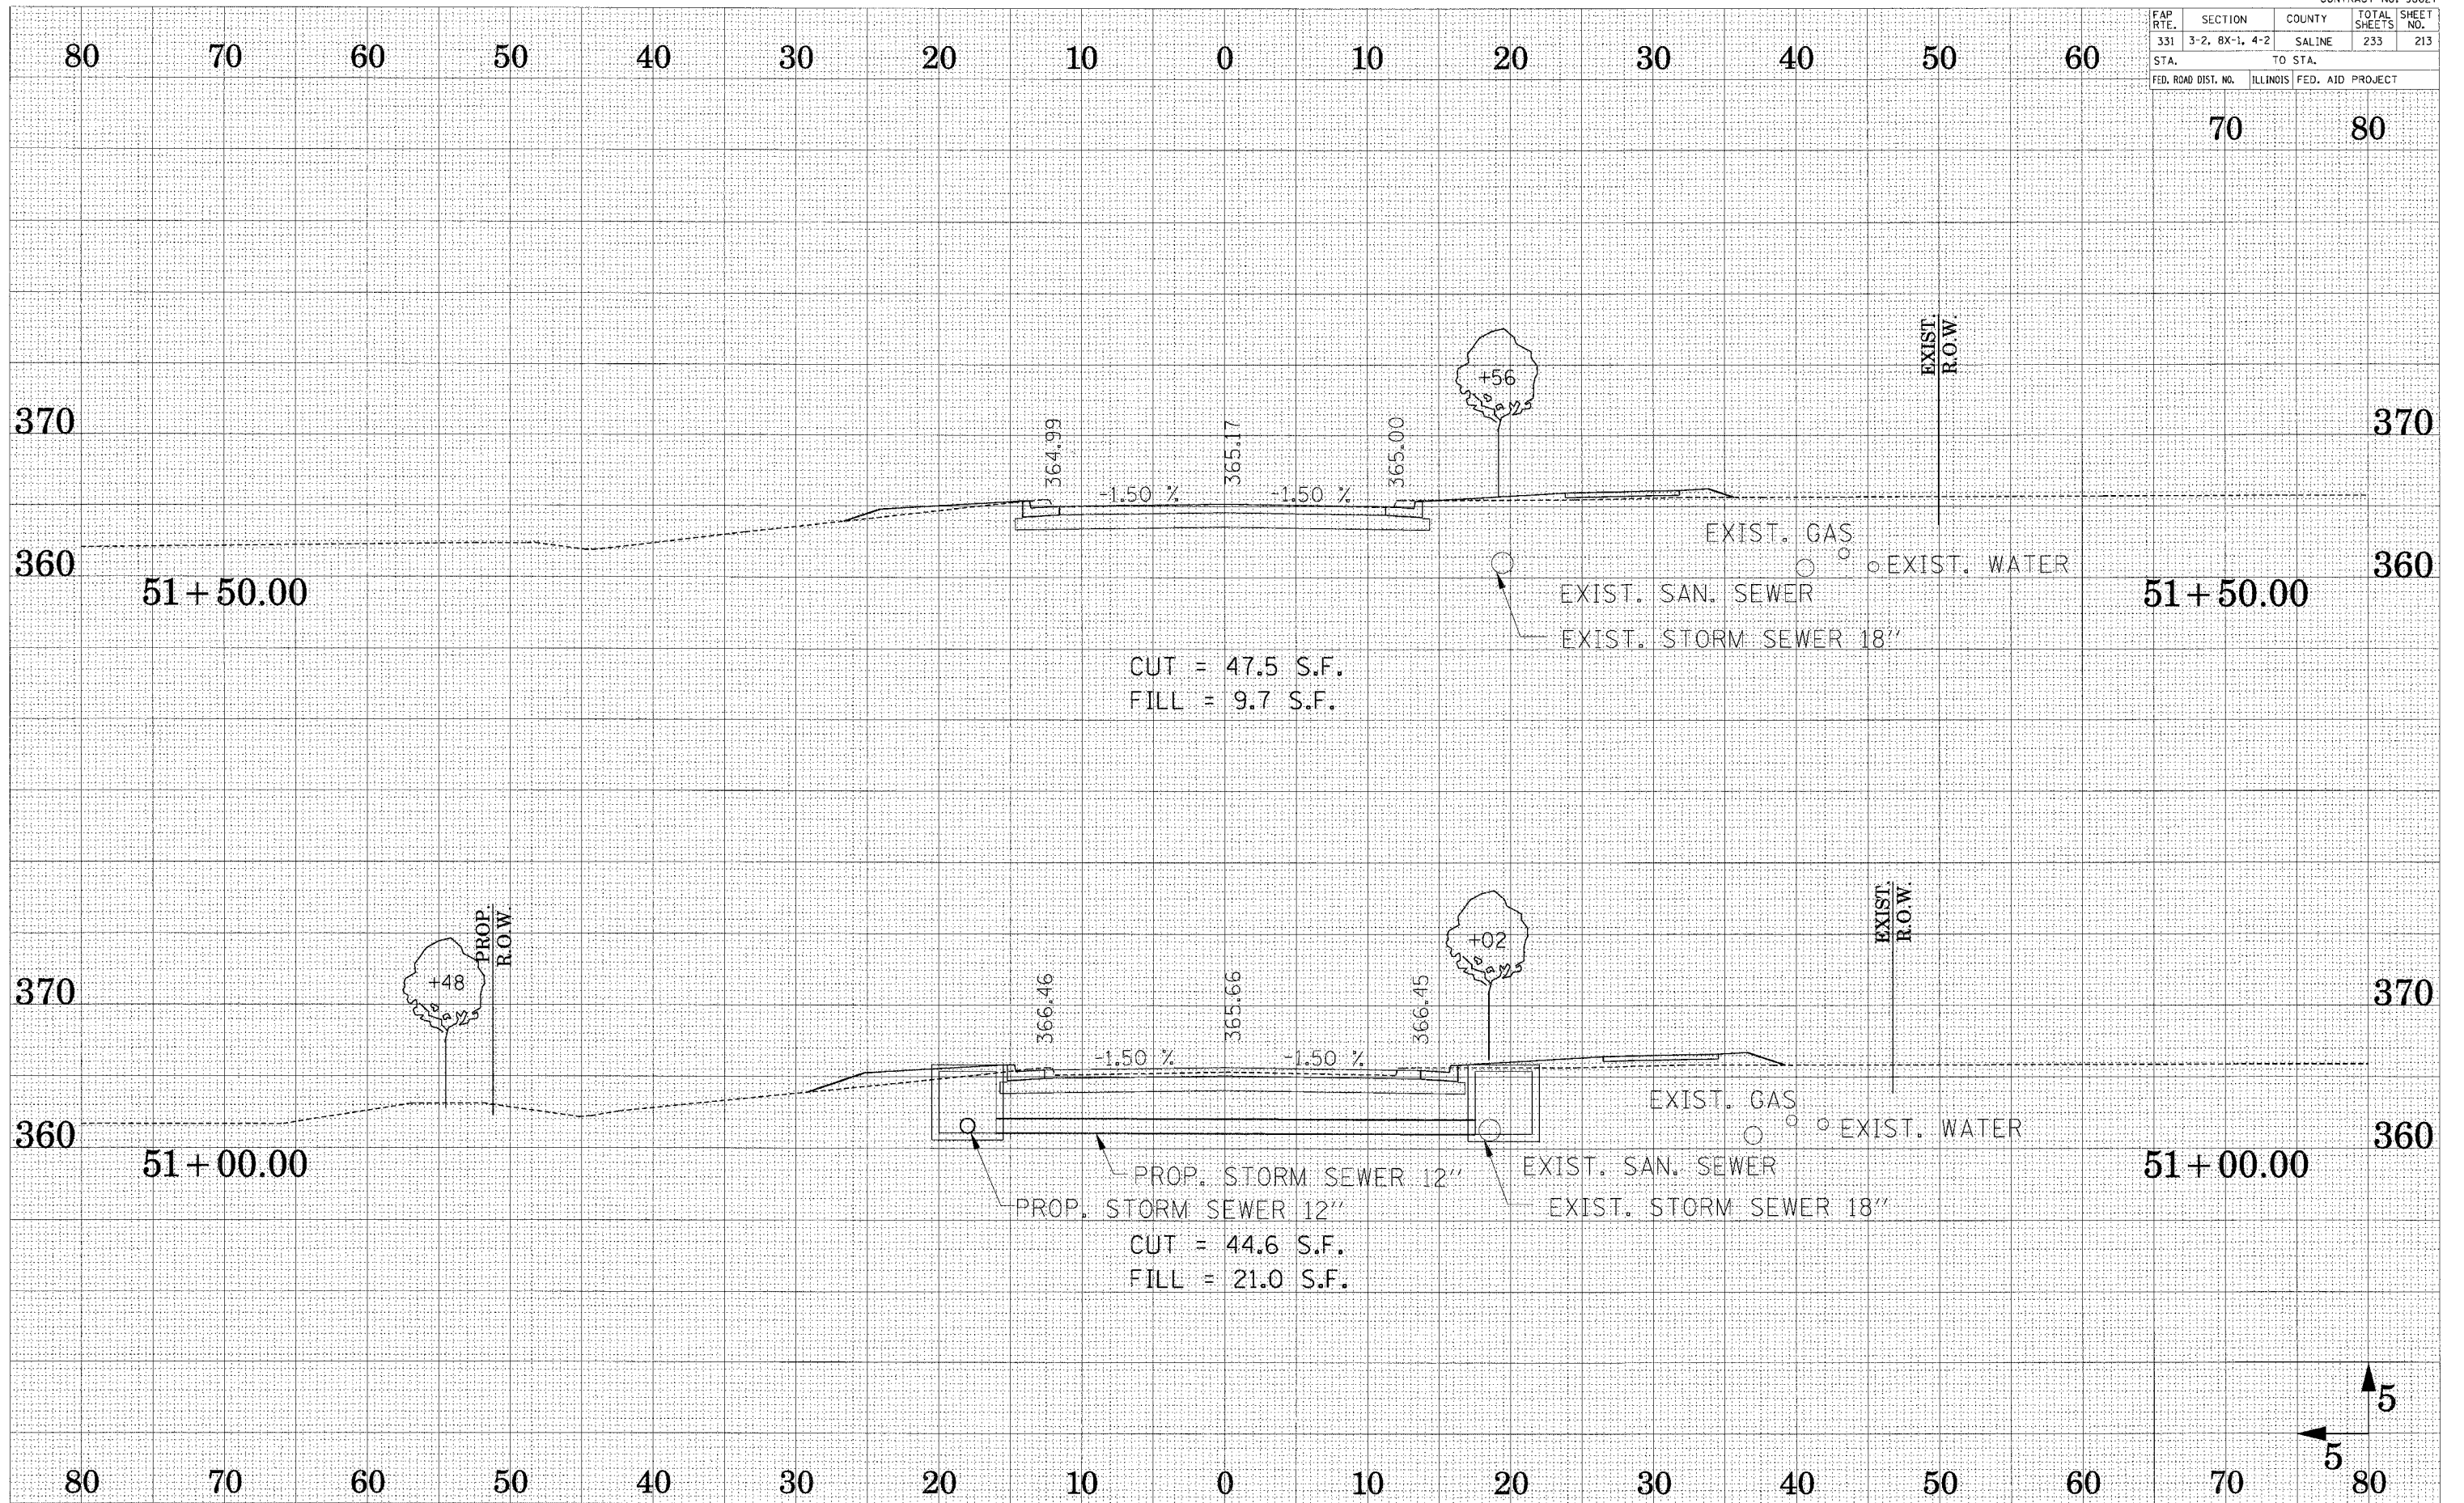 FAP RTE. SECTION COUNTY TOTAL SHEETS SHEET NO.
331 3-2, 8X-1, 4-2 SALINE 233 213
STA. TO STA.
FED. ROAD DIST. NO. ILLINOIS FED. AID PROJECT
80 70 60 50 40 30 20 10 0 10 20 30 40 50 60
70 80
EXIST.
R.O.W.
+56
370 370
364.99 365.17 365.00
-1.50 % -1.50 %
EXIST. GAS
360 EXIST. WATER 360
51+50.00 51+50.00
EXIST. SAN. SEWER
EXIST. STORM SEWER 18"
CUT = 47.5 S.F.
FILL = 9.7 S.F.
EXIST.
R.O.W.
PROP.
R.O.W.
+02
+48
370 370
366.46 365.66 366.45
-1.50 % -1.50 %
EXIST. GAS
360 EXIST. WATER 360
51+00.00 51+00.00
EXIST. SAN. SEWER
PROP. STORM SEWER 12"
PROP. STORM SEWER 12"
EXIST. STORM SEWER 18"
CUT = 44.6 S.F.
FILL = 21.0 S.F.
5
5
80 70 60 50 40 30 20 10 0 10 20 30 40 50 60 70 80